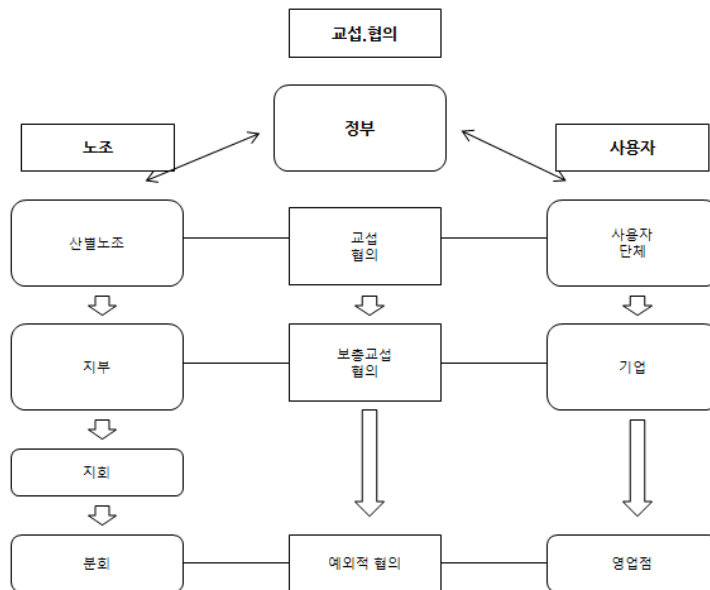 교섭.협의
정부
노조
사용자
산별노조
교섭
협의
사용자
단체
지부
보총교섭
협의
기업
지회
분회
예외적 협의
영업점